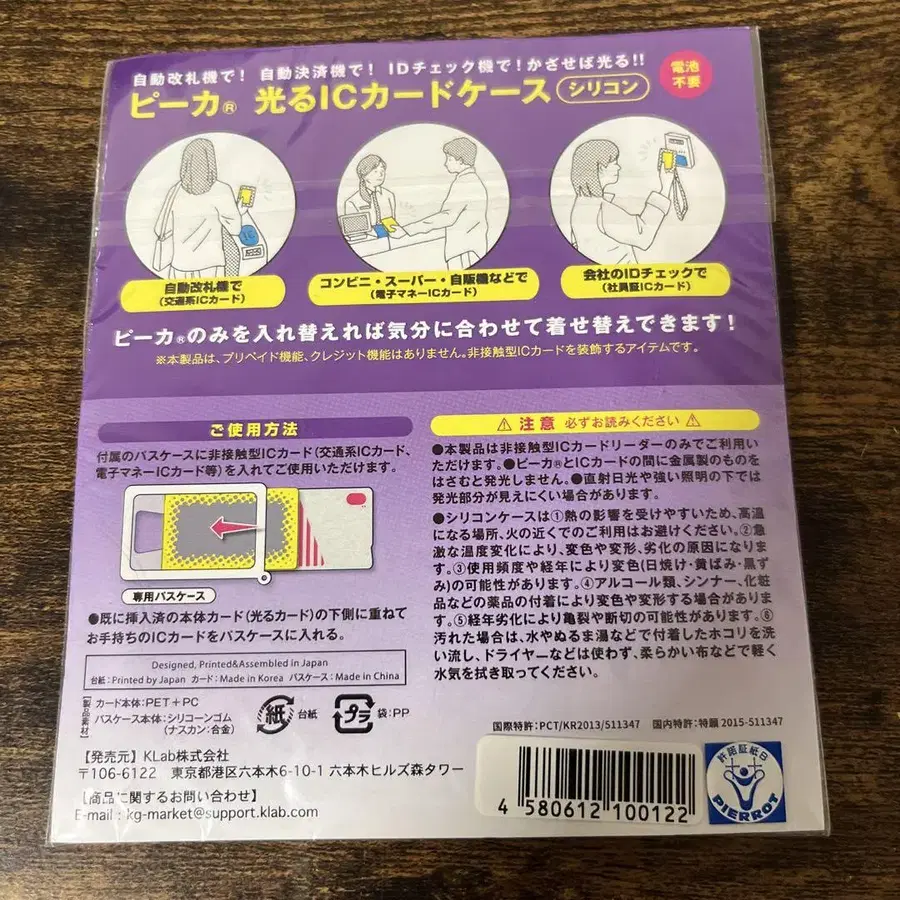 自動改札機で! 自動決済機で! IDチェック機で!かざせば光る!!
電池
不要
ピーカ® 光るICカードケース シリコン
自動改札機で
(交通系ICカード)
コンビニ・スーパー・自販機などで
(電子マネーICカード)
会社のIDチェックで
(社員証ICカード)
ピーカ®のみを入れ替えれば気分に合わせて着せ替えできます!
※本製品は、プリペイド機能、クレジット機能はありません。非接触型ICカードを装飾するアイテムです。
ご使用方法
付属のパスケースに非接触型ICカード(交通系ICカード、
電子マネーICカード等)を入れてご使用いただけます。
専用パスケース
●既に挿入済の本体カード(光るカード)の下側に重ねて
お手持ちのICカードをパスケースに入れる。
Designed, Printed&Assembled in Japan
台紙:Printed by Japan カード:Made in Korea パスケース:Made in China
【製品素材】
カード本体:PET+PC
パスケース本体:シリコーンゴム
(ナスカン:合金)
紙 台紙
プラ 袋:PP
【発売元】KLab株式会社
〒106-6122 東京都港区六本木6-10-1 六本木ヒルズ森タワー
【商品に関するお問い合わせ】
E-mail : kg-market@support.klab.com
⚠ 注意 必ずお読みください ⚠
●本製品は非接触型ICカードリーダーのみでご利用い
ただけます。●ピーカ®とICカードの間に金属製のものを
はさむと発光しません。●直射日光や強い照明の下では
発光部分が見えにくい場合があります。
●シリコンケースは①熱の影響を受けやすいため、高温
になる場所、火の近くでのご利用はお避けください。②急
激な温度変化により、変色や変形、劣化の原因になりま
す。③使用頻度や経年により変色(日焼け・黄ばみ・黒ず
み)の可能性があります。④アルコール類、シンナー、化粧
品などの薬品の付着により変色や変形する場合がありま
す。⑤経年劣化により亀裂や断切の可能性があります。⑥
汚れた場合は、水やぬるま湯などで付着したホコリを洗
い流し、ドライヤーなどは使わず、柔らかい布などで軽く
水気を拭き取ってください。
国際特許:PCT/KR2013/511347 国内特許:特願 2015-511347
4 580612 100122
許諾証紙B
PIERROT